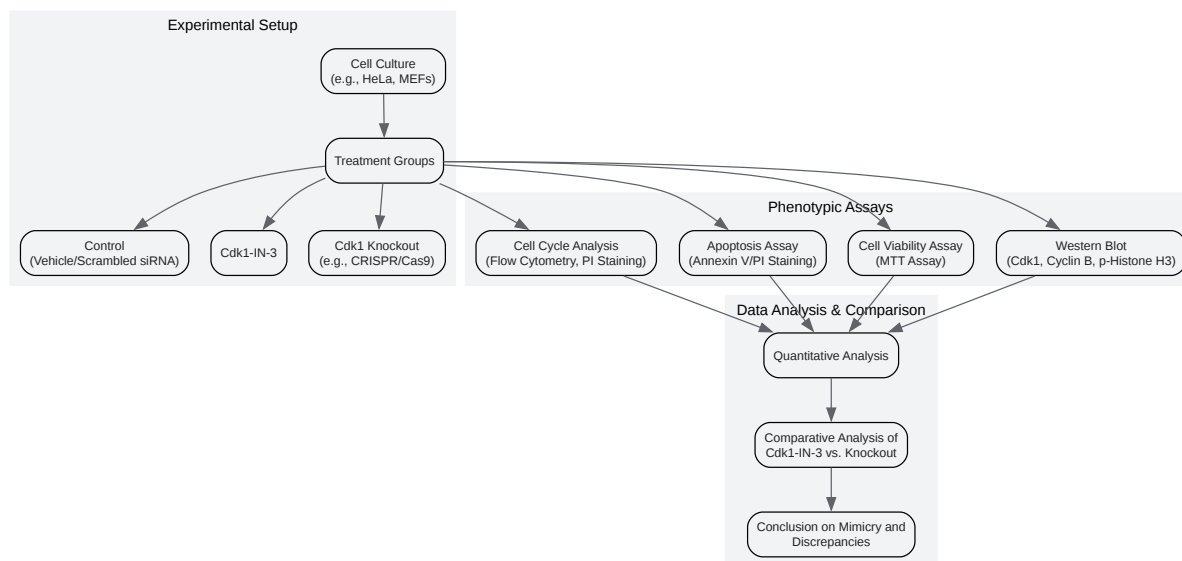 Experimental Setup
Cell Culture
(e.g., HeLa, MEFs)
Treatment Groups
Control
(Vehicle/Scrambled siRNA)
Cdk1-IN-3
Cdk1 Knockout
(e.g., CRISPR/Cas9)
Phenotypic Assays
Cell Cycle Analysis
(Flow Cytometry, PI Staining)
Apoptosis Assay
(Annexin V/PI Staining)
Cell Viability Assay
(MTT Assay)
Western Blot
(Cdk1, Cyclin B, p-Histone H3)
Data Analysis & Comparison
Quantitative Analysis
Comparative Analysis of
Cdk1-IN-3 vs. Knockout
Conclusion on Mimicry and
Discrepancies